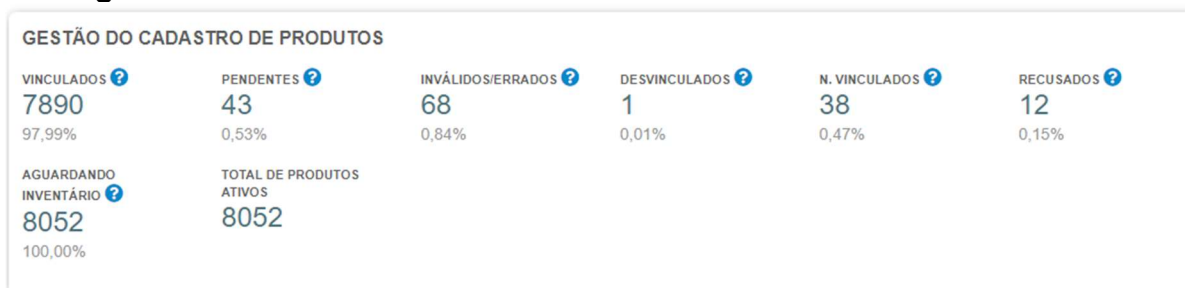 GESTÃO DO CADASTRO DE PRODUTOS
VINCULADOS ?
7890
97,99%
PENDENTES ?
43
0,53%
INVÁLIDOS/ERRADOS ?
68
0,84%
DESVINCULADOS ?
1
0,01%
N. VINCULADOS ?
38
0,47%
RECUSADOS ?
12
0,15%
AGUARDANDO
INVENTÁRIO ?
8052
100,00%
TOTAL DE PRODUTOS
ATIVOS
8052